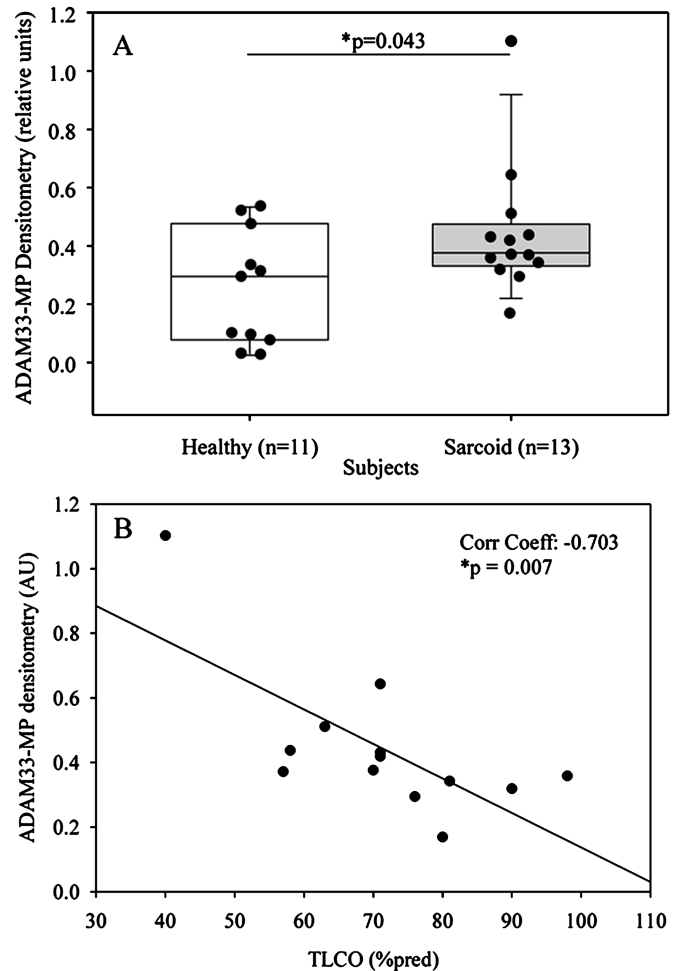 A
*p=0.043
ADAM33-MP Densitometry (relative units)
1.2
1.0
0.8
0.6
0.4
0.2
0.0
Healthy (n=11)
Sarcoid (n=13)
Subjects
B
Corr Coeff: -0.703
*p = 0.007
ADAM33-MP densitometry (AU)
1.2
1.0
0.8
0.6
0.4
0.2
0.0
30 40 50 60 70 80 90 100 110
TLCO (%pred)